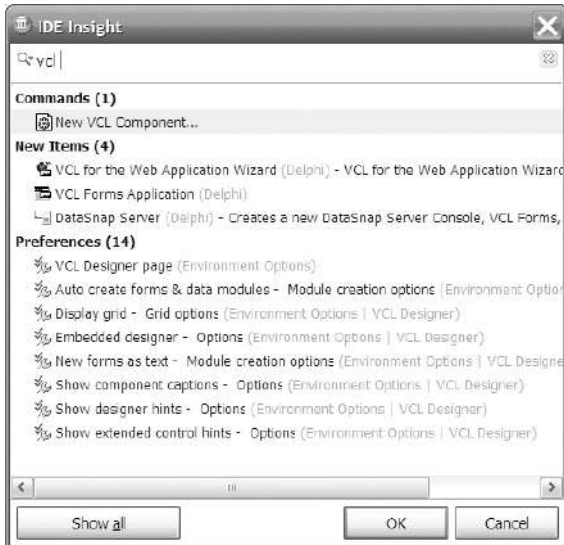 IDE Insight
vcl
Commands (1)
New VCL Component...
New Items (4)
VCL for the Web Application Wizard (Delphi) - VCL for the Web Application Wizard
VCL Forms Application (Delphi)
DataSnap Server (Delphi) - Creates a new DataSnap Server Console, VCL Forms,
Preferences (14)
VCL Designer page (Environment Options)
Auto create forms & data modules - Module creation options (Environment Option
Display grid - Grid options (Environment Options | VCL Designer)
Embedded designer - Options (Environment Options | VCL Designer)
New forms as text - Module creation options (Environment Options | VCL Designe
Show component captions - Options (Environment Options | VCL Designer)
Show designer hints - Options (Environment Options | VCL Designer)
Show extended control hints - Options (Environment Options | VCL Designer)
Show all
OK
Cancel